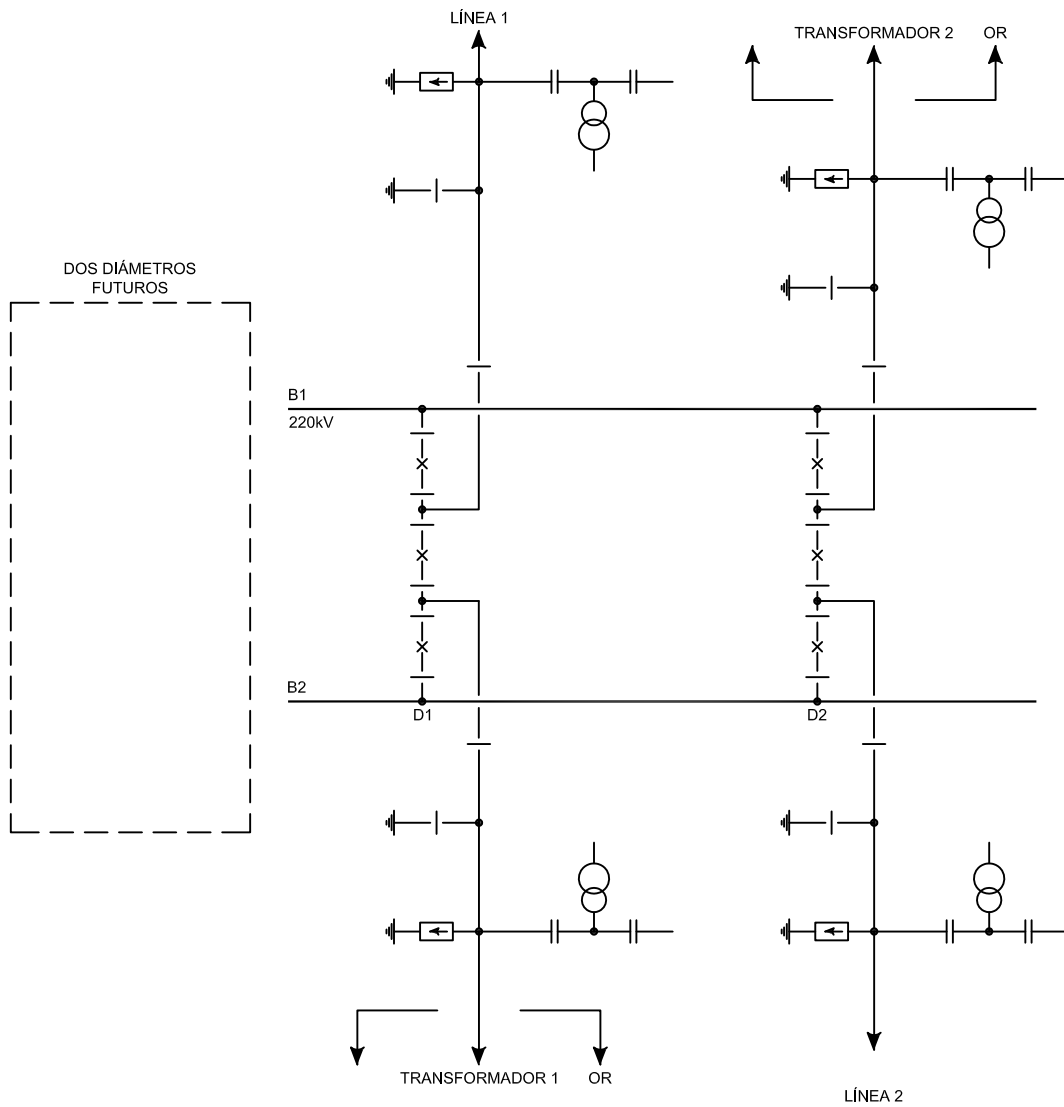 LÍNEA 1
TRANSFORMADOR 2 OR
DOS DIÁMETROS
FUTUROS
B1
220kV
B2
D1 D2
TRANSFORMADOR 1 OR
LÍNEA 2